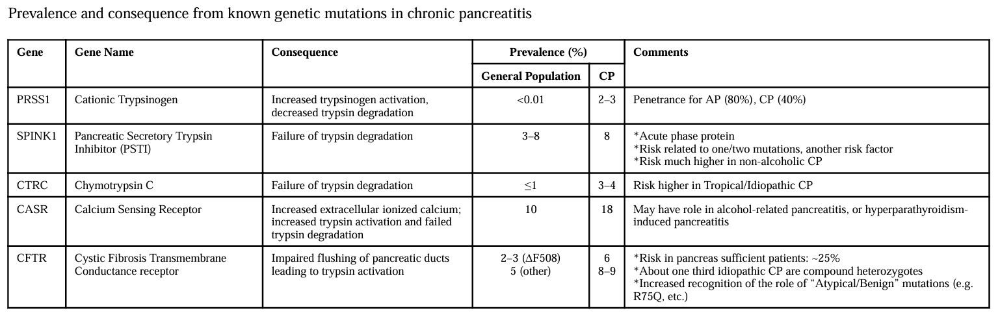 Prevalence and consequence from known genetic mutations in chronic pancreatitis
Gene
Gene Name
Consequence
Prevalence (%)
Comments
General Population
CP
PRSS1
Cationic Trypsinogen
Increased trypsinogen activation,
decreased trypsin degradation
<0.01
2–3
Penetrance for AP (80%), CP (40%)
SPINK1
Pancreatic Secretory Trypsin
Inhibitor (PSTI)
Failure of trypsin degradation
3–8
8
*Acute phase protein
*Risk related to one/two mutations, another risk factor
*Risk much higher in non-alcoholic CP
CTRC
Chymotrypsin C
Failure of trypsin degradation
≤1
3–4
Risk higher in Tropical/Idiopathic CP
CASR
Calcium Sensing Receptor
Increased extracellular ionized calcium;
increased trypsin activation and failed
trypsin degradation
10
18
May have role in alcohol-related pancreatitis, or hyperparathyroidism-
induced pancreatitis
CFTR
Cystic Fibrosis Transmembrane
Conductance receptor
Impaired flushing of pancreatic ducts
leading to trypsin activation
2–3 (ΔF508)
5 (other)
6
8–9
*Risk in pancreas sufficient patients: ~25%
*About one third idiopathic CP are compound heterozygotes
*Increased recognition of the role of “Atypical/Benign” mutations (e.g.
R75Q, etc.)